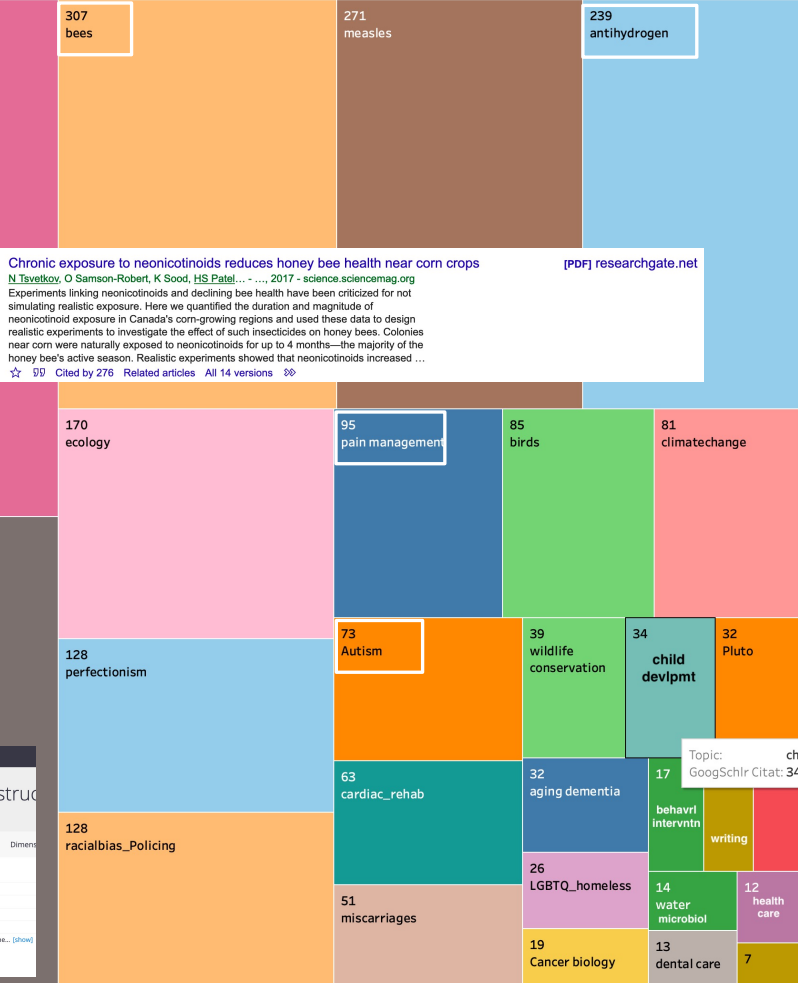 307
bees
271
measles
239
antihydrogen
Chronic exposure to neonicotinoids reduces honey bee health near corn crops
[PDF] researchgate.net
N Tsvetkov, O Samson-Robert, K Sood, HS Patel… - …, 2017 - science.sciencemag.org
Experiments linking neonicotinoids and declining bee health have been criticized for not
simulating realistic exposure. Here we quantified the duration and magnitude of
neonicotinoid exposure in Canada's corn-growing regions and used these data to design
realistic experiments to investigate the effect of such insecticides on honey bees. Colonies
near corn were naturally exposed to neonicotinoids for up to 4 months—the majority of the
honey bee's active season. Realistic experiments showed that neonicotinoids increased …
Cited by 276 Related articles All 14 versions
170
ecology
95
pain management
85
birds
81
climatechange
128
perfectionism
73
Autism
39
wildlife
conservation
34
child
devlpmt
32
Pluto
Topic: ch
GoogSchlr Citat: 34
struc
Dimens
e... [show]
63
cardiac_rehab
32
aging dementia
17
behavrl
intervntn
writing
128
racialbias_Policing
26
LGBTQ_homeless
14
water
microbiol
12
health
care
51
miscarriages
19
Cancer biology
13
dental care
7